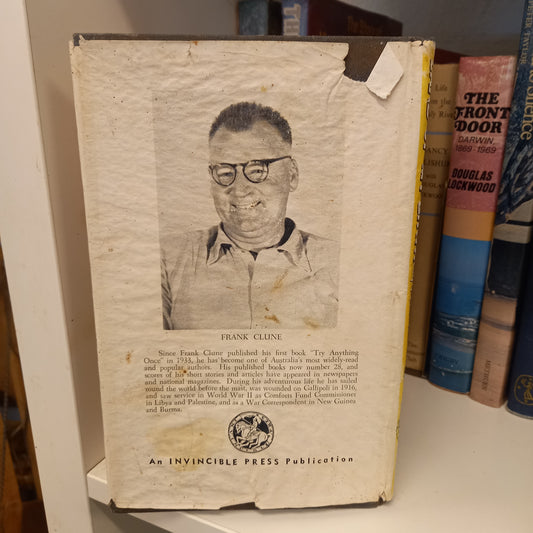 FRANK CLUNE
Since Frank Clune published his first book "Try Anything
Once" in 1933, he has become one of Australia's most widely-read
and popular authors. His published books now number 28, and
scores of his short stories and articles have appeared in newspapers
and national magazines. During his adventurous life he has sailed
round the world before the mast, was wounded on Gallipoli in 1916,
and saw service in World War II as Comforts Fund Commissioner
in Libya and Palestine, and as a War Correspondent in New Guinea
and Burma.
An INVINCIBLE PRESS Publication
THE
FRONT
DOOR
DARWIN
1869-1969
DOUGLAS
LOCKWOOD
Life
on the